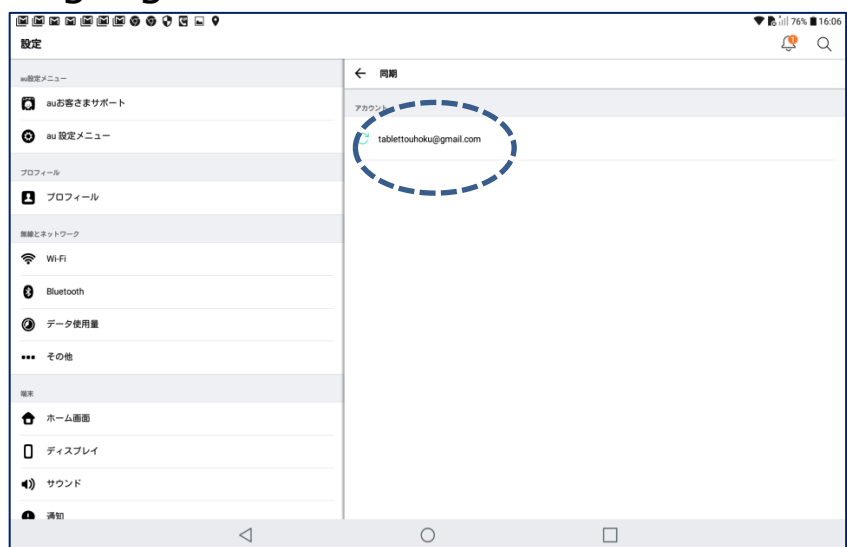 76% 16:06
設定
au設定メニュー
auお客さまサポート
au 設定メニュー
プロフィール
プロフィール
無線とネットワーク
Wi-Fi
Bluetooth
データ使用量
その他
端末
ホーム画面
ディスプレイ
サウンド
通知
同期
アカウント
tablettouhoku@gmail.com